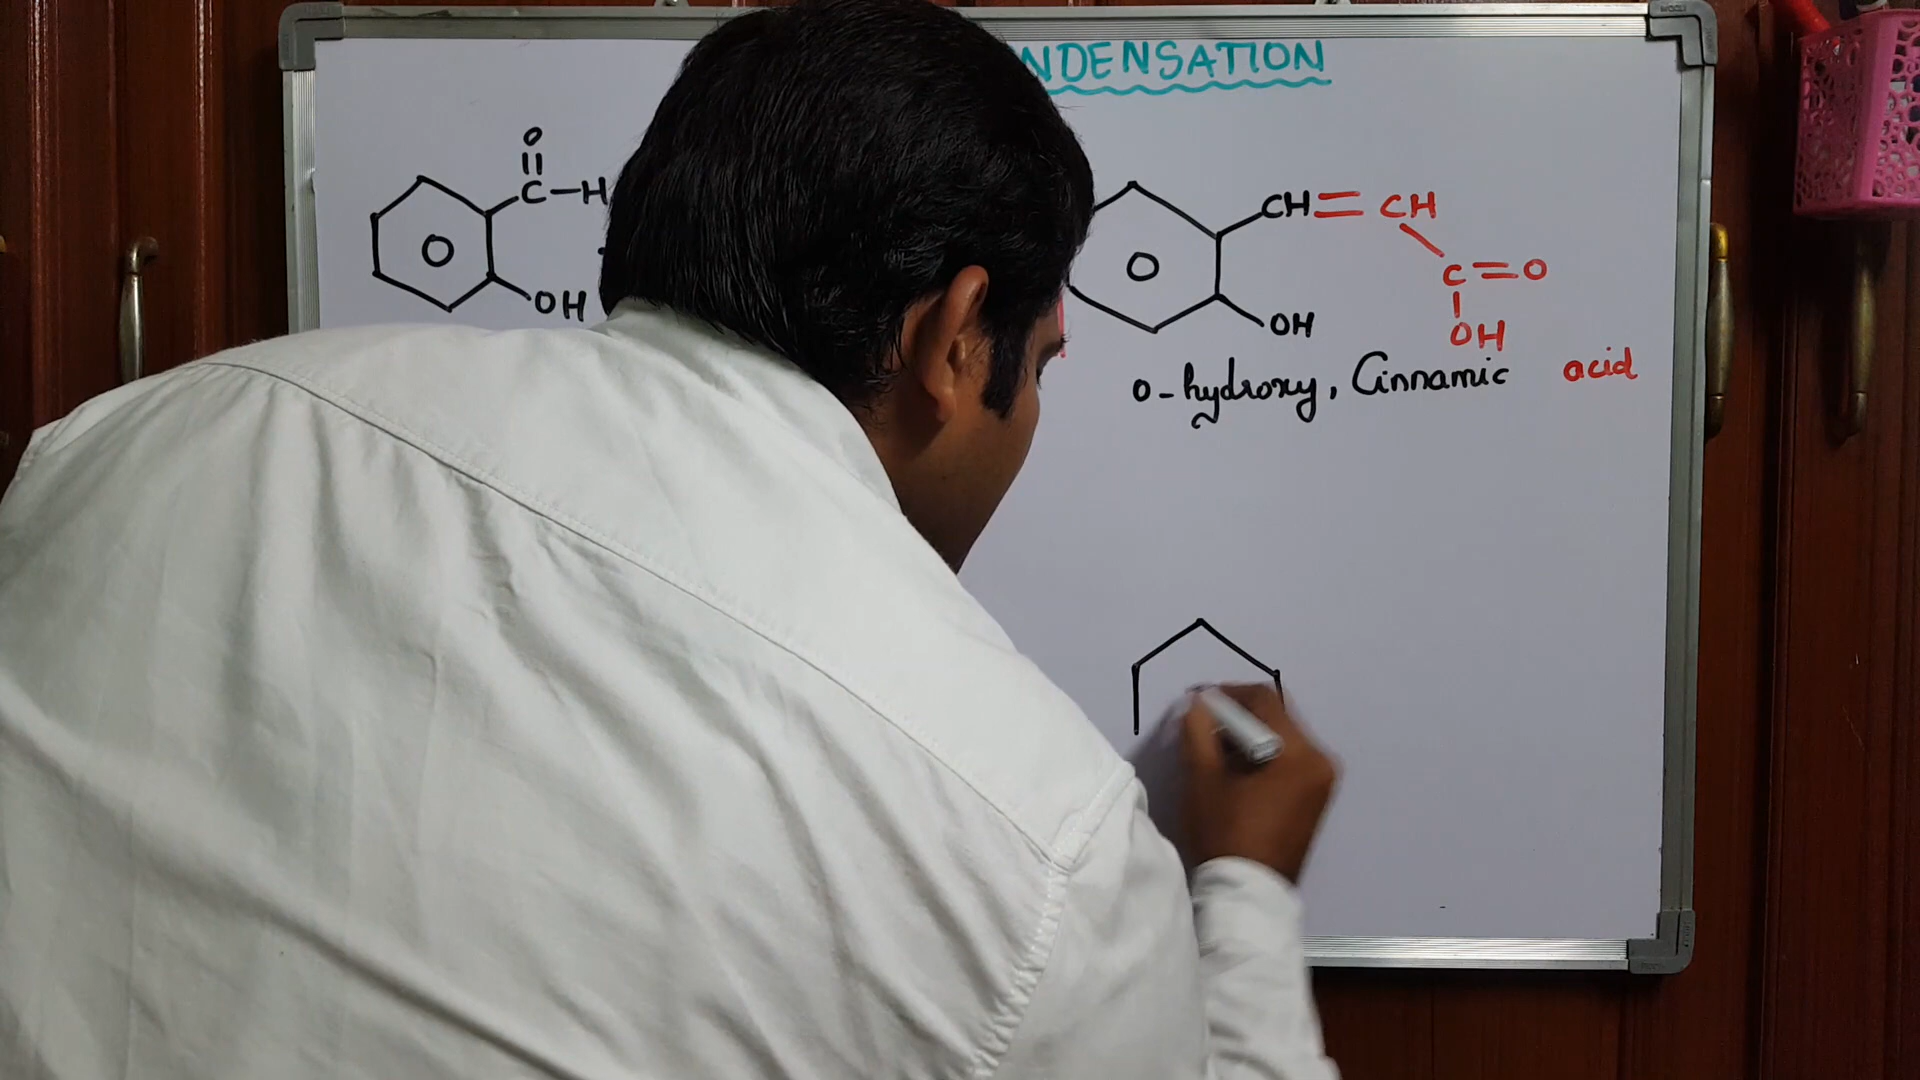 NDENSATION
O
C–H
O
OH
CH=CH
O
C=O
OH
OH
o-hydroxy, Cinnamic acid